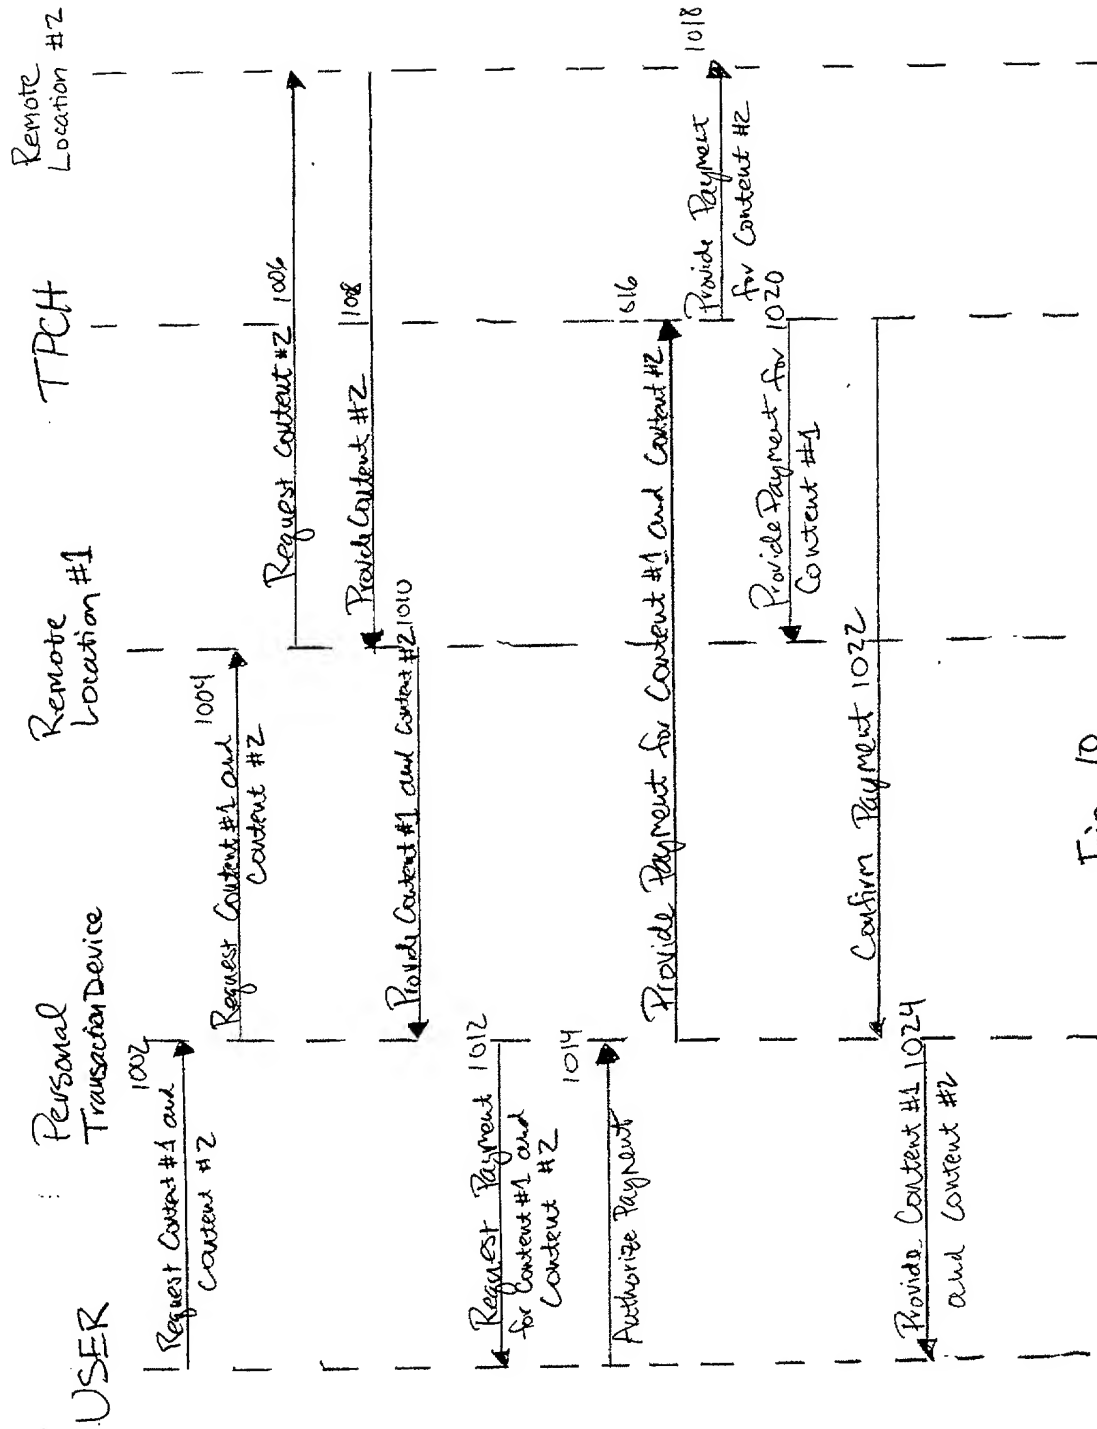 USER
Personal
Transaction Device
Remote
Location #1
TPCH
Remote
Location #2
1002
Request Content #1 and
Content #2
1004
Request Content #1 and
Content #2
Request Content #2 1006
Provide Content #2
1008
Provide Content #1 and Content #2 1010
Request Payment 1012
for Content #1 and
Content #2
1014
Authorize Payment
1016
Provide Payment for Content #1 and Content #2
1018
Provide Payment
for Content #2
Provide Payment for 1020
Content #1
Confirm Payment 1022
Provide Content #1 1024
and Content #2
Fig. 10